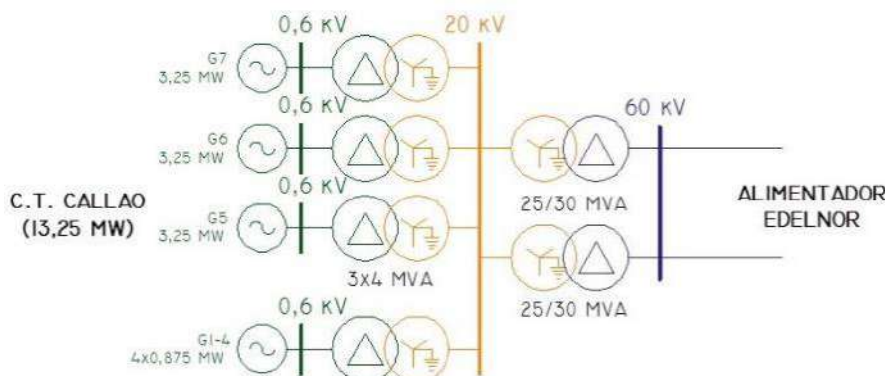 0,6 KV
20 KV
G7
3,25 MW
0,6 KV
60 KV
G6
3,25 MW
0,6 KV
C.T. CALLAO
(13,25 MW)
G5
3,25 MW
25/30 MVA
ALIMENTADOR
EDELNOR
3x4 MVA
0,6 KV
25/30 MVA
G1-4
4x0,875 MW